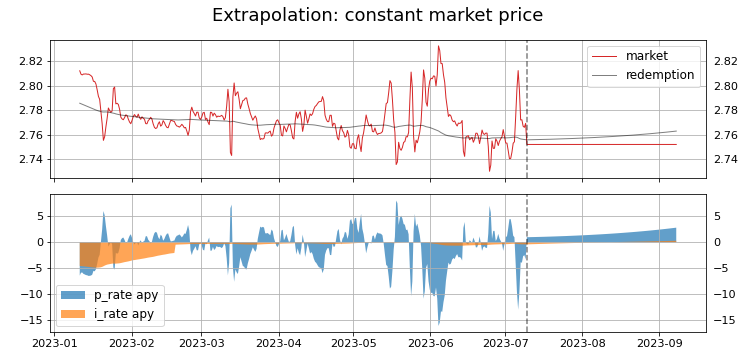 Extrapolation: constant market price
2.82 2.82
2.80 2.80
2.78 2.78
2.76 2.76
2.74 2.74
market
redemption
5 5
0 0
−5 −5
−10 −10
−15 −15
p_rate apy
i_rate apy
2023-01 2023-02 2023-03 2023-04 2023-05 2023-06 2023-07 2023-08 2023-09